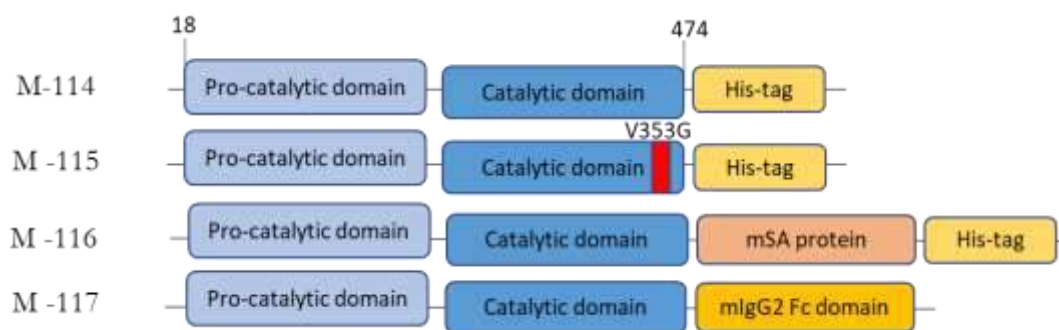 18 474
M-114 Pro-catalytic domain Catalytic domain His-tag
V353G
M -115 Pro-catalytic domain Catalytic domain His-tag
M -116 Pro-catalytic domain Catalytic domain mSA protein His-tag
M -117 Pro-catalytic domain Catalytic domain mIgG2 Fc domain